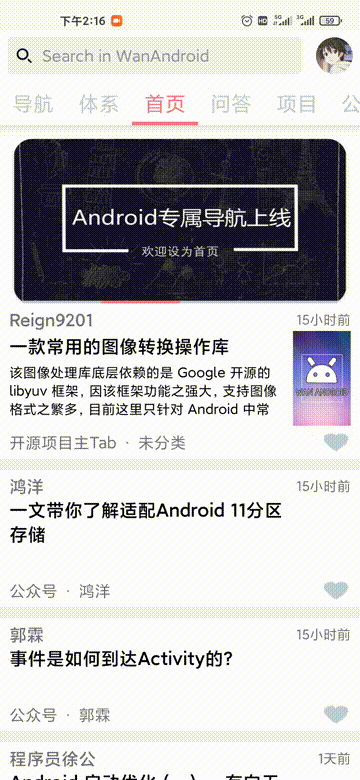 下午2:16
59
Search in WanAndroid
导航 体系 首页 问答 项目 公
Android专属导航上线
欢迎设为首页
Reign9201 15小时前
一款常用的图像转换操作库
该图像处理库底层依赖的是 Google 开源的
libyuv 框架, 因该框架功能之强大, 支持图像
格式之繁多, 目前这里只针对 Android 中常
WAN ANDROID
开源项目主Tab · 未分类
鸿洋 15小时前
一文带你了解适配Android 11分区
存储
公众号 · 鸿洋
郭霖 15小时前
事件是如何到达Activity的?
公众号 · 郭霖
程序员徐公 1天前